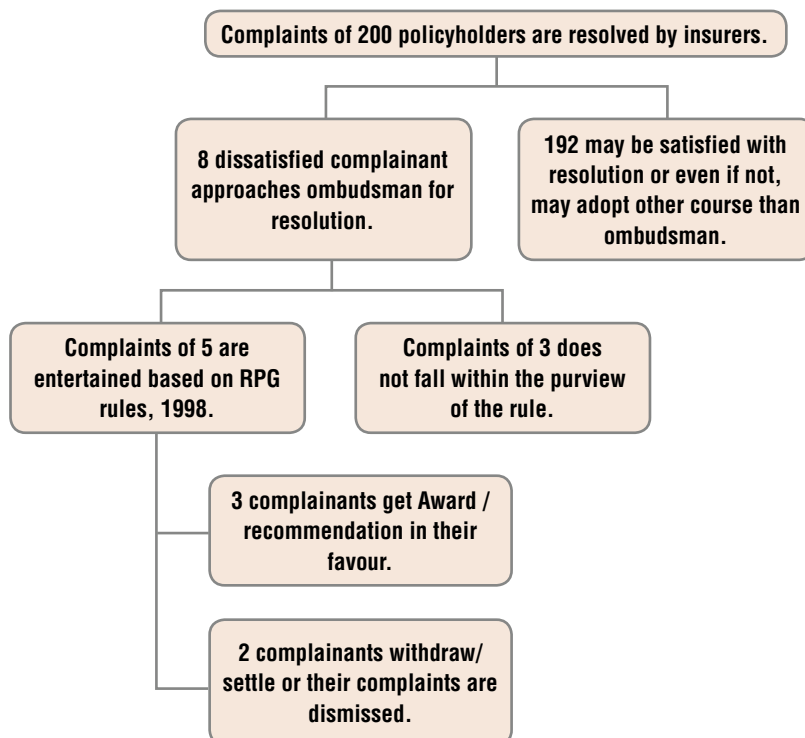 Complaints of 200 policyholders are resolved by insurers.
8 dissatisfied complainant
approaches ombudsman for
resolution.
192 may be satisfied with
resolution or even if not,
may adopt other course than
ombudsman.
Complaints of 5 are
entertained based on RPG
rules, 1998.
Complaints of 3 does
not fall within the purview
of the rule.
3 complainants get Award /
recommendation in their
favour.
2 complainants withdraw/
settle or their complaints are
dismissed.